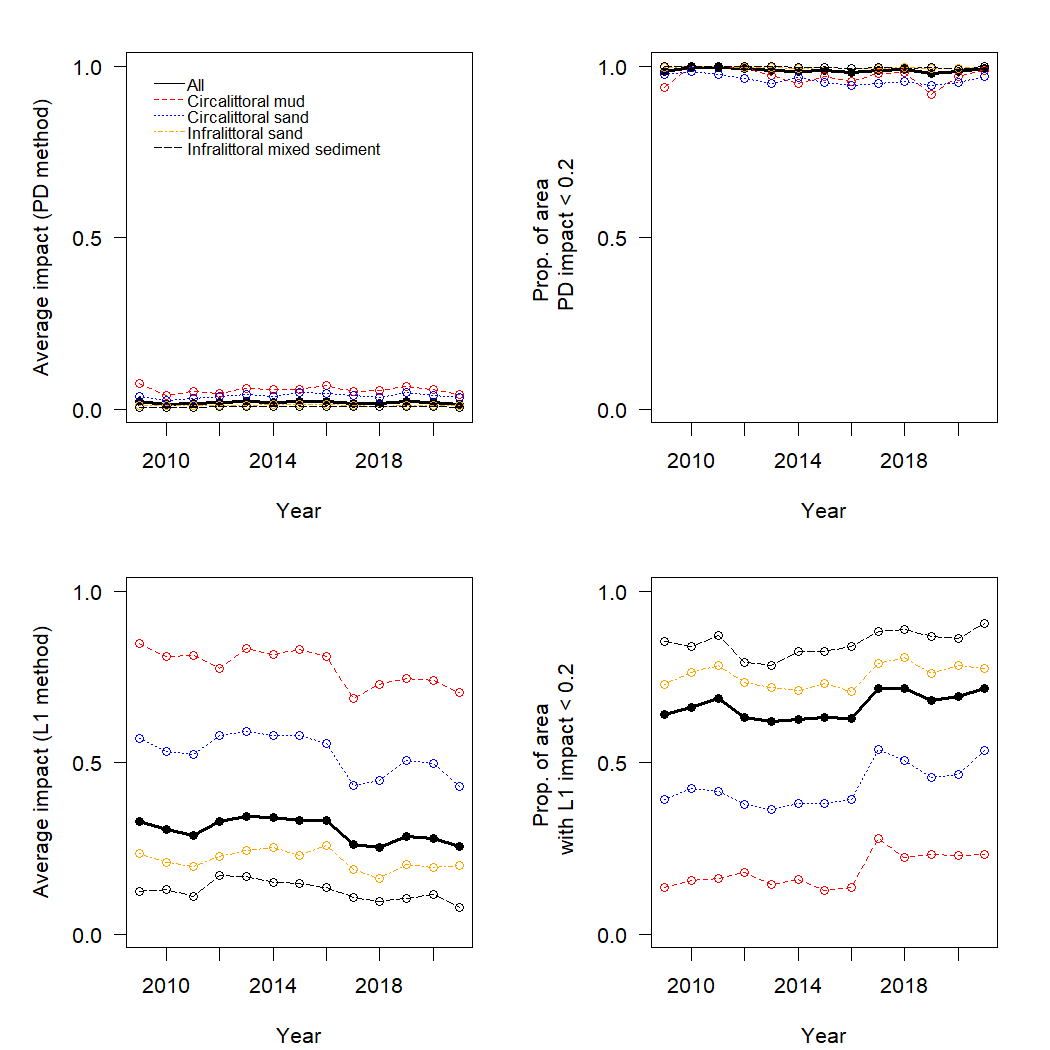 Average impact (PD method)
1.0
0.5
0.0
All
Circalittoral mud
Circalittoral sand
Infralittoral sand
Infralittoral mixed sediment
2010 2014 2018
Year
Prop. of area
PD impact < 0.2
1.0
0.5
0.0
2010 2014 2018
Year
Average impact (L1 method)
1.0
0.5
0.0
2010 2014 2018
Year
Prop. of area
with L1 impact < 0.2
1.0
0.5
0.0
2010 2014 2018
Year